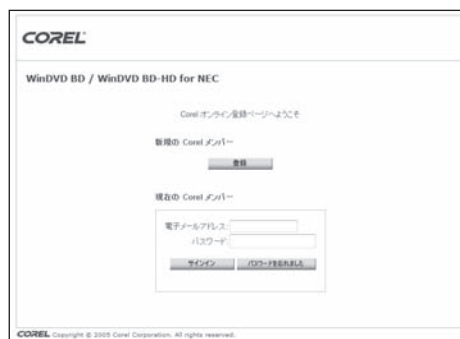 COREL
WinDVD BD / WinDVD BD-HD for NEC
Corel オンライン登録ページへようこそ
新規の Corel メンバー
登録
現在の Corel メンバー
電子メールアドレス:
パスワード:
サインイン パスワードを忘れました
COREL Copyright © 2005 Corel Corporation. All rights reserved.